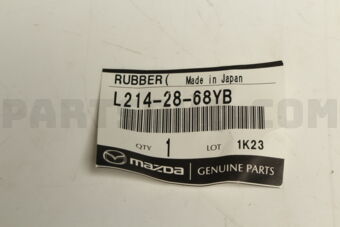 RUBBER( Made in Japan
L214-28-68YB
QTY 1 LOT 1K23
mazda GENUINE PARTS